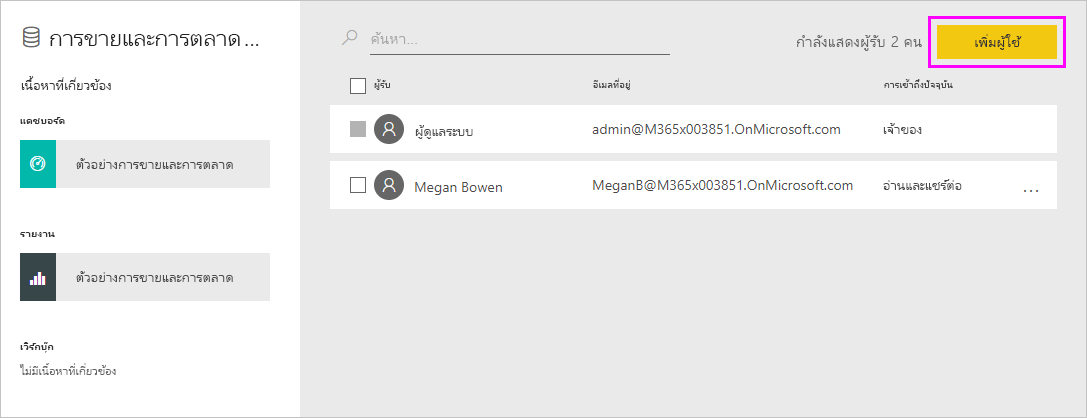 การขายและการตลาด ...
เนื้อหาที่เกี่ยวข้อง
แดชบอร์ด
ตัวอย่างการขายและการตลาด
รายงาน
ตัวอย่างการขายและการตลาด
เวิร์กบุ๊ก
ไม่มีเนื้อหาที่เกี่ยวข้อง
ค้นหา...
กำลังแสดงผู้รับ 2 คน
เพิ่มผู้ใช้
ผู้รับ อีเมลที่อยู่ การเข้าถึงปัจจุบัน
ผู้ดูแลระบบ admin@M365x003851.OnMicrosoft.com เจ้าของ
Megan Bowen MeganB@M365x003851.OnMicrosoft.com อ่านและแชร์ต่อ ...